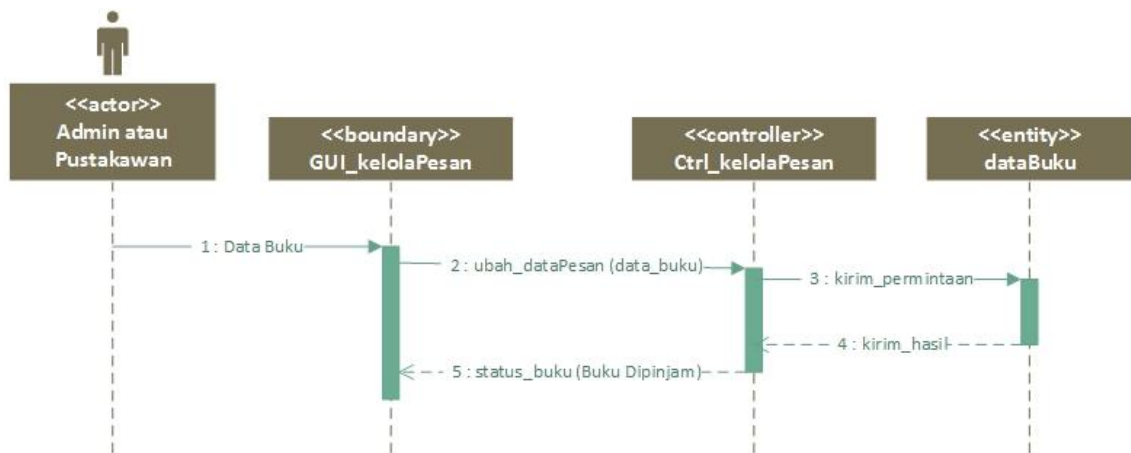 <<actor>>
Admin atau
Pustakawan
<<boundary>>
GUI_kelolaPesan
<<controller>>
Ctrl_kelolaPesan
<<entity>>
dataBuku
1 : Data Buku
2 : ubah_dataPesan (data_buku)
3 : kirim_permintaan
4 : kirim_hasil
5 : status_buku (Buku Dipinjam)